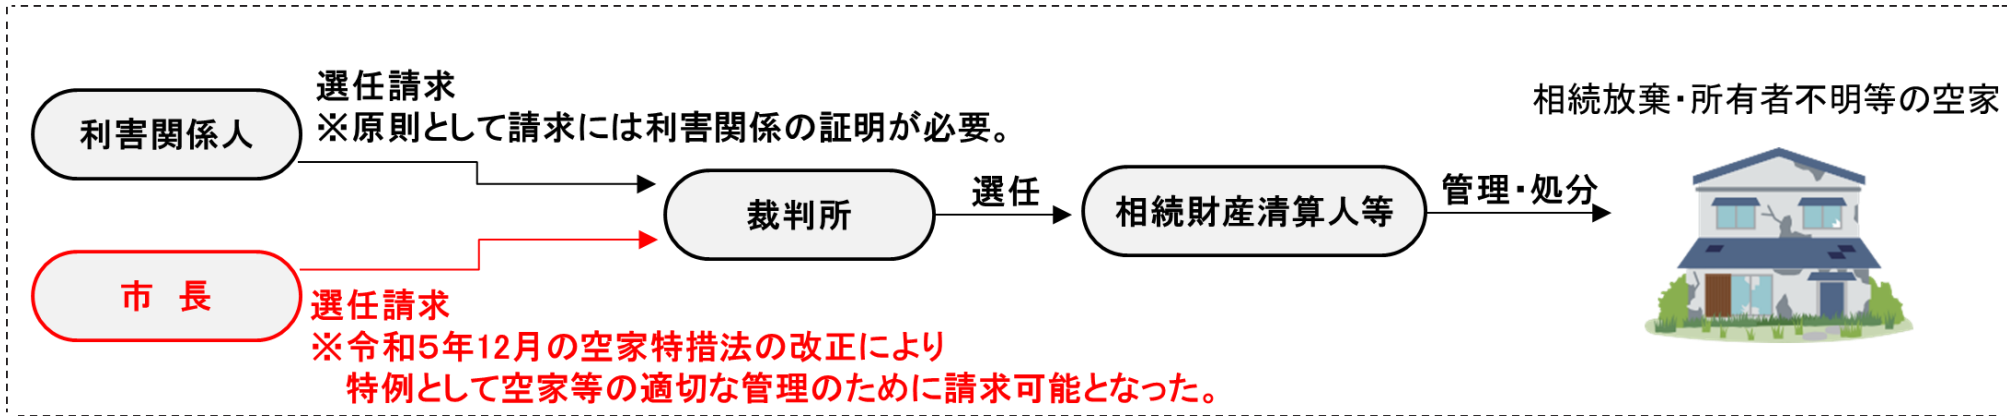 利害関係人
選任請求
※原則として請求には利害関係の証明が必要。
市 長
選任請求
※令和5年12月の空家特措法の改正により
特例として空家等の適切な管理のために請求可能となった。
裁判所
選任
相続財産清算人等
管理・処分
相続放棄・所有者不明等の空家